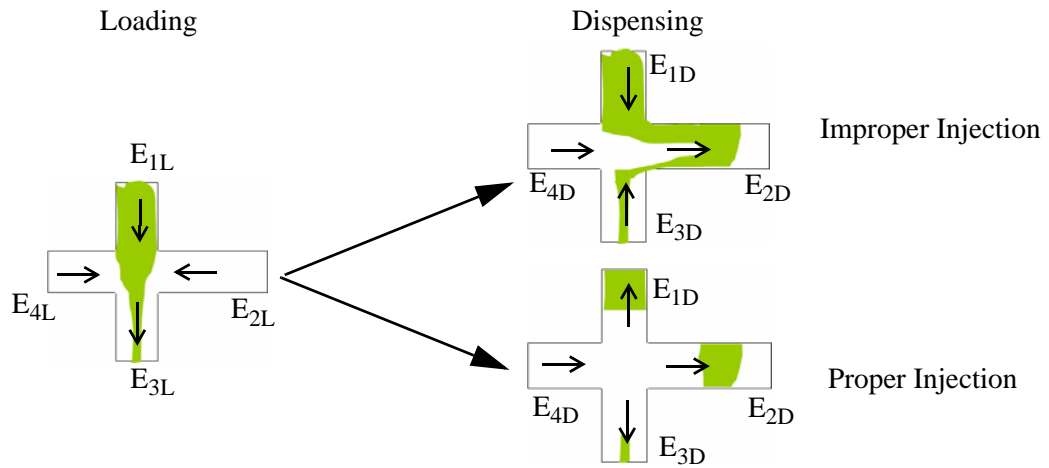 Loading
Dispensing
E1D
Improper Injection
E1L
E4D
E2D
E3D
E4L
E2L
E1D
E3L
E4D
E2D
Proper Injection
E3D